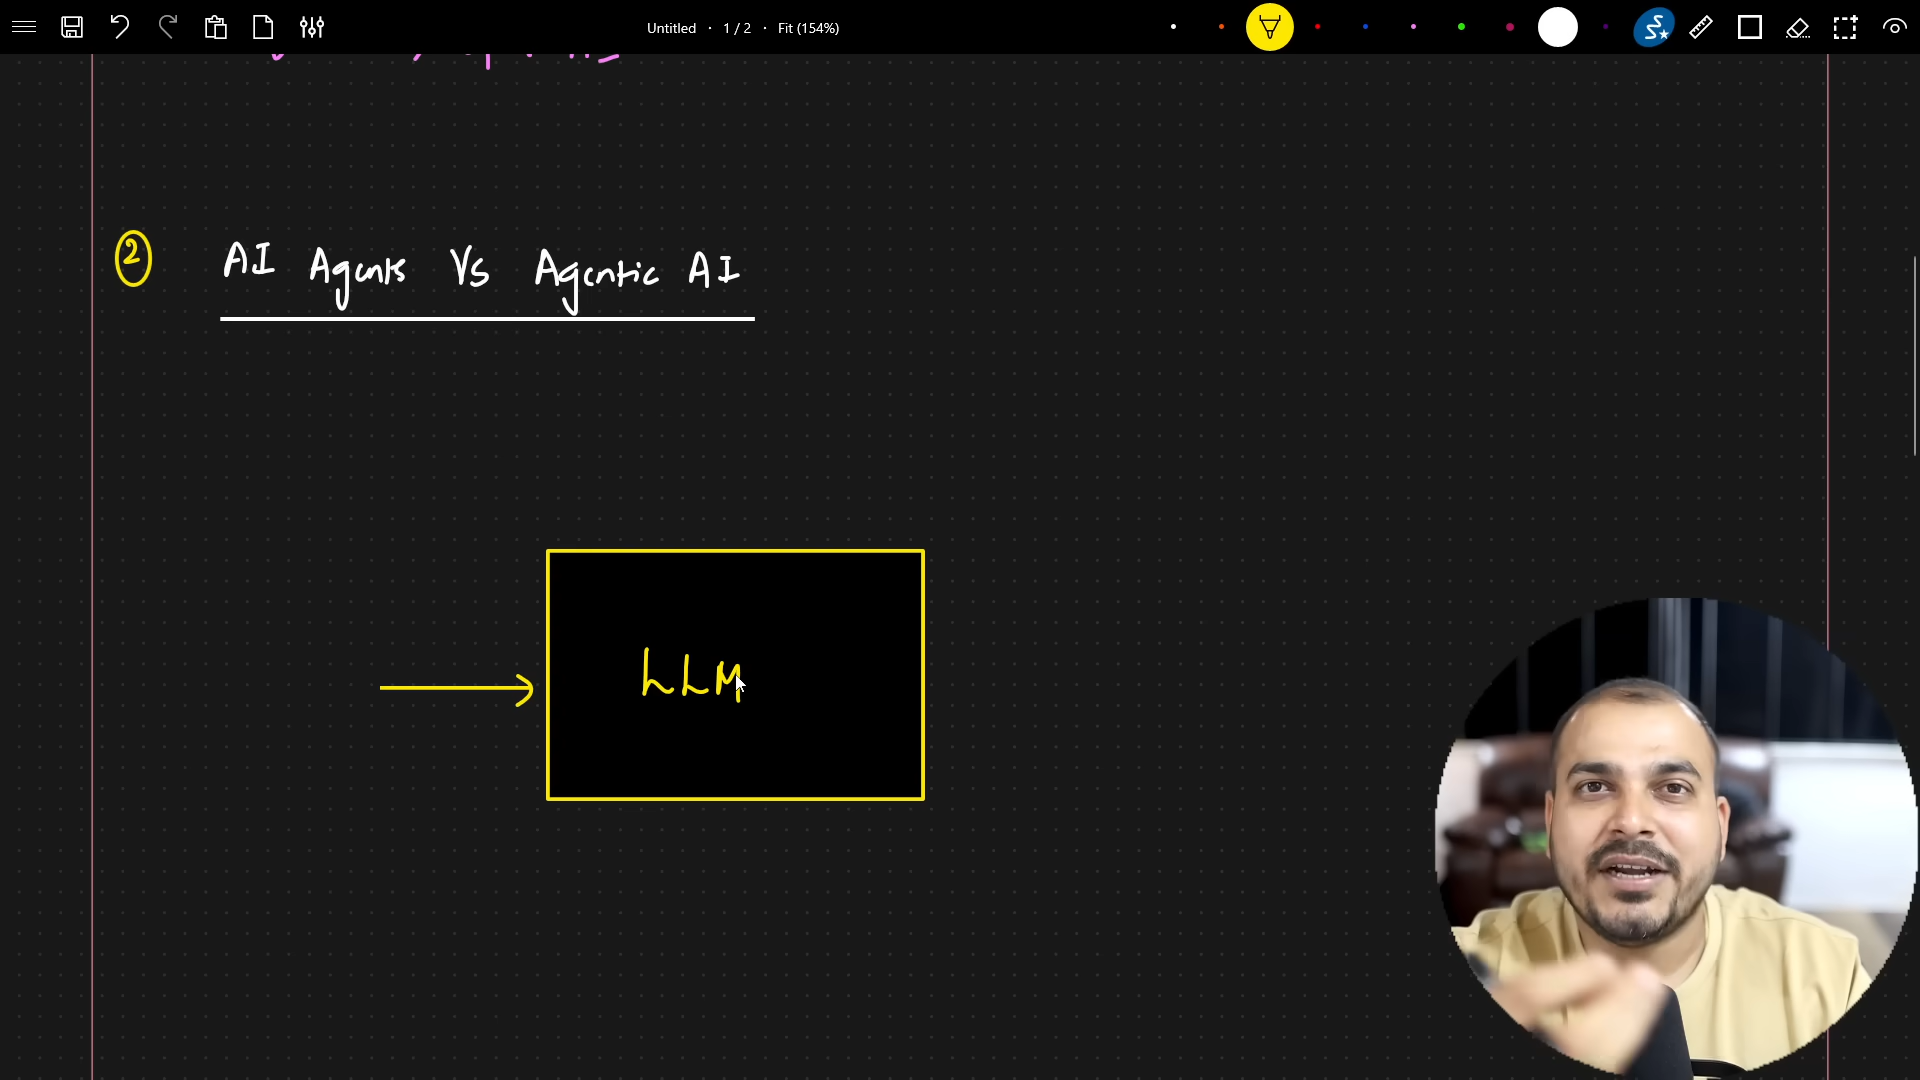 Untitled · 1 / 2 · Fit (154%)
2 AI Agents Vs Agentic AI
LLM